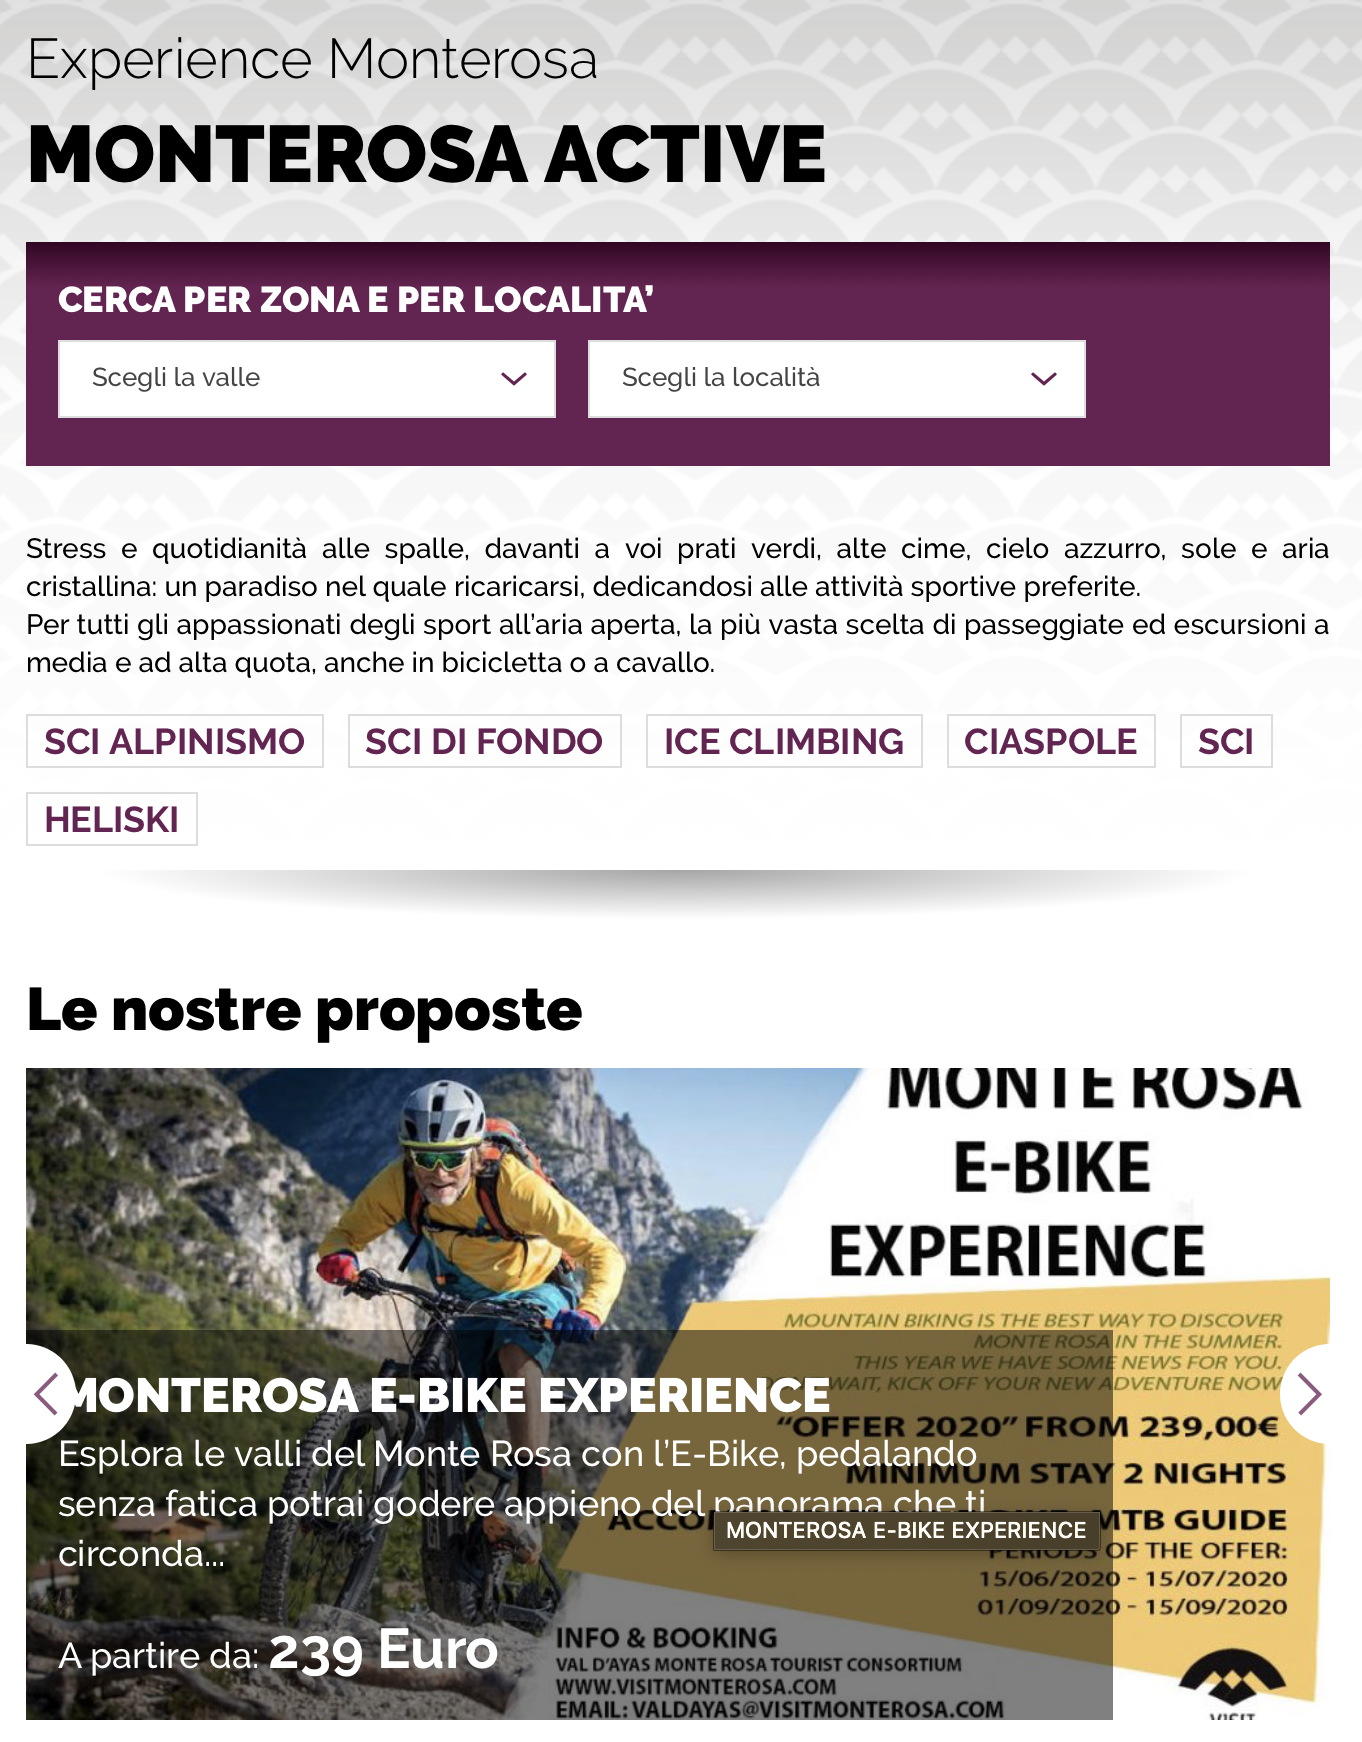 Experience Monterosa
MONTEROSA ACTIVE
CERCA PER ZONA E PER LOCALITA’
Scegli la valle
Scegli la località
Stress e quotidianità alle spalle, davanti a voi prati verdi, alte cime, cielo azzurro, sole e aria
cristallina: un paradiso nel quale ricaricarsi, dedicandosi alle attività sportive preferite.
Per tutti gli appassionati degli sport all’aria aperta, la più vasta scelta di passeggiate ed escursioni a
media e ad alta quota, anche in bicicletta o a cavallo.
SCI ALPINISMO SCI DI FONDO ICE CLIMBING CIASPOLE SCI
HELISKI
Le nostre proposte
MONTE ROSA
E-BIKE
EXPERIENCE
MOUNTAIN BIKING IS THE BEST WAY TO DISCOVER
MONTE ROSA IN THE SUMMER.
THIS YEAR WE HAVE SOME NEWS FOR YOU.
WAIT, KICK OFF YOUR NEW ADVENTURE NOW
“OFFER 2020” FROM 239,00€
MINIMUM STAY 2 NIGHTS
MTB GUIDE
PERIODS OF THE OFFER:
15/06/2020 - 15/07/2020
01/09/2020 - 15/09/2020
MONTEROSA E-BIKE EXPERIENCE
Esplora le valli del Monte Rosa con l’E-Bike, pedalando
senza fatica potrai godere appieno del panorama che ti
circonda...
MONTEROSA E-BIKE EXPERIENCE
A partire da: 239 Euro
INFO & BOOKING
VAL D’AYAS MONTE ROSA TOURIST CONSORTIUM
WWW.VISITMONTEROSA.COM
EMAIL: VALDAYAS@VISITMONTEROSA.COM
VISIT